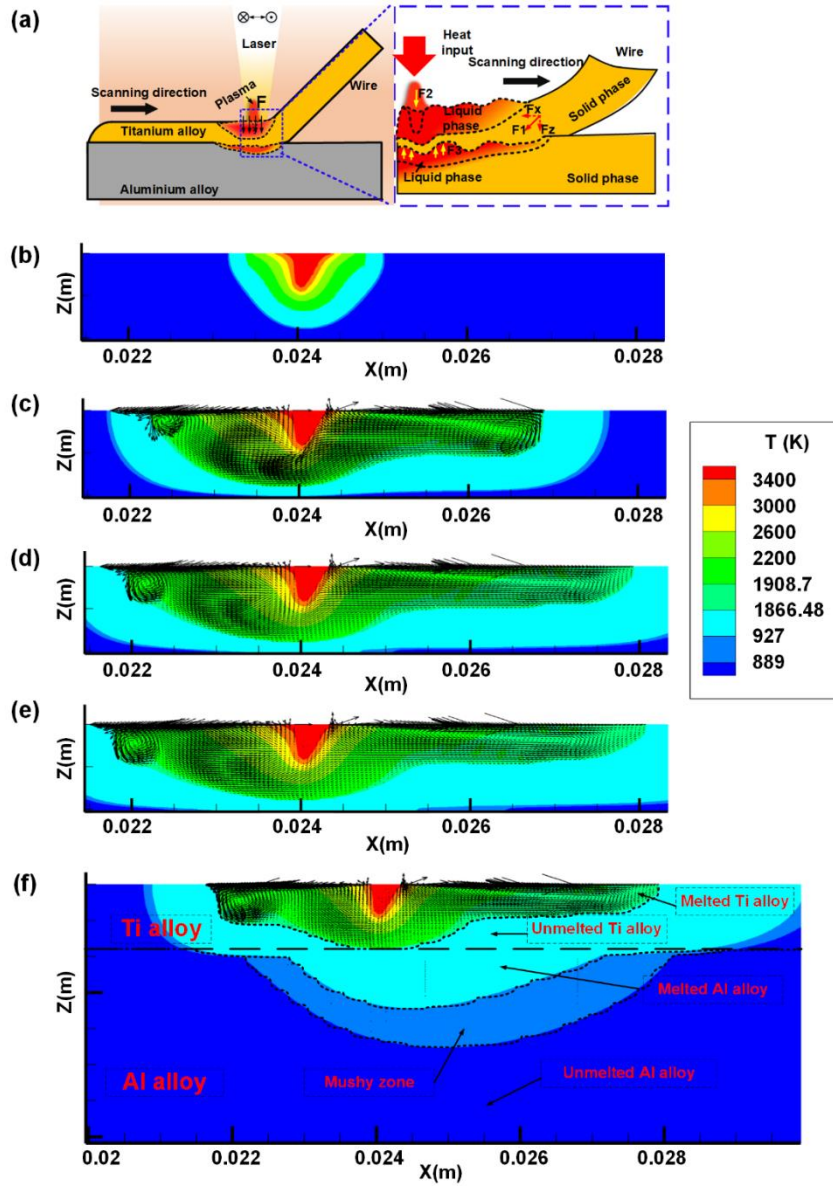 (a)
Laser
Plasma
F
Wire
Scanning direction
Titanium alloy
Aluminium alloy
Heat
input
Scanning direction
Wire
F2
Liquid
phase
Fx
F1
Fz
Solid phase
F3
Liquid phase
Solid phase
(b)
Z(m)
0.022
0.024
0.026
0.028
X(m)
(c)
Z(m)
0.022
0.024
0.026
0.028
X(m)
(d)
Z(m)
0.022
0.024
0.026
0.028
X(m)
(e)
Z(m)
0.022
0.024
0.026
0.028
X(m)
T (K)
3400
3000
2600
2200
1908.7
1866.48
927
889
(f)
Z(m)
Ti alloy
Melted Ti alloy
Unmelted Ti alloy
Melted Al alloy
Al alloy
Mushy zone
Unmelted Al alloy
0.02
0.022
0.024
0.026
0.028
X(m)